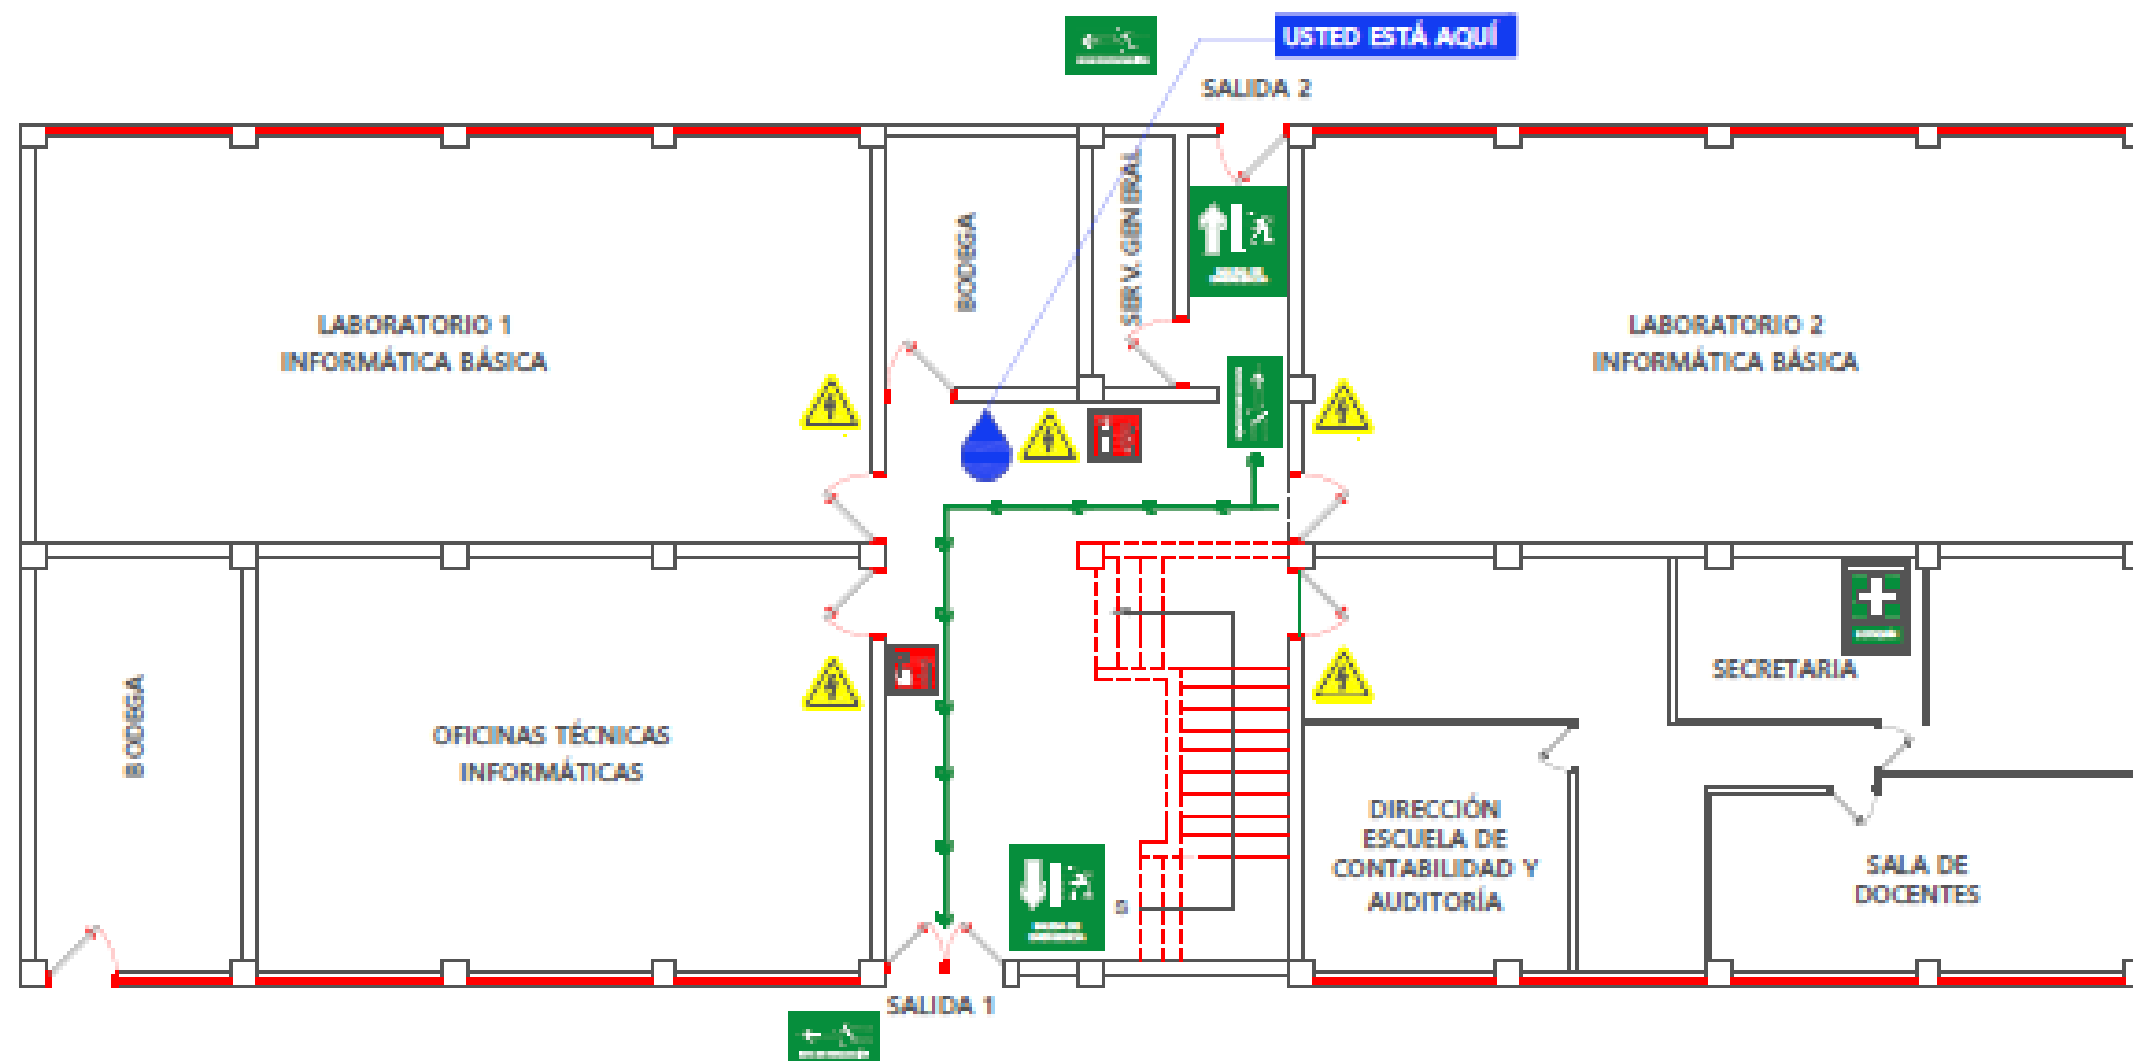 USTED ESTÁ AQUÍ
SALIDA 2
LABORATORIO 1
INFORMÁTICA BÁSICA
BODEGA
SERV. GENERAL
LABORATORIO 2
INFORMÁTICA BÁSICA
BODEGA
OFICINAS TÉCNICAS
INFORMÁTICAS
SECRETARIA
DIRECCIÓN
ESCUELA DE
CONTABILIDAD Y
AUDITORÍA
SALA DE
DOCENTES
SALIDA 1